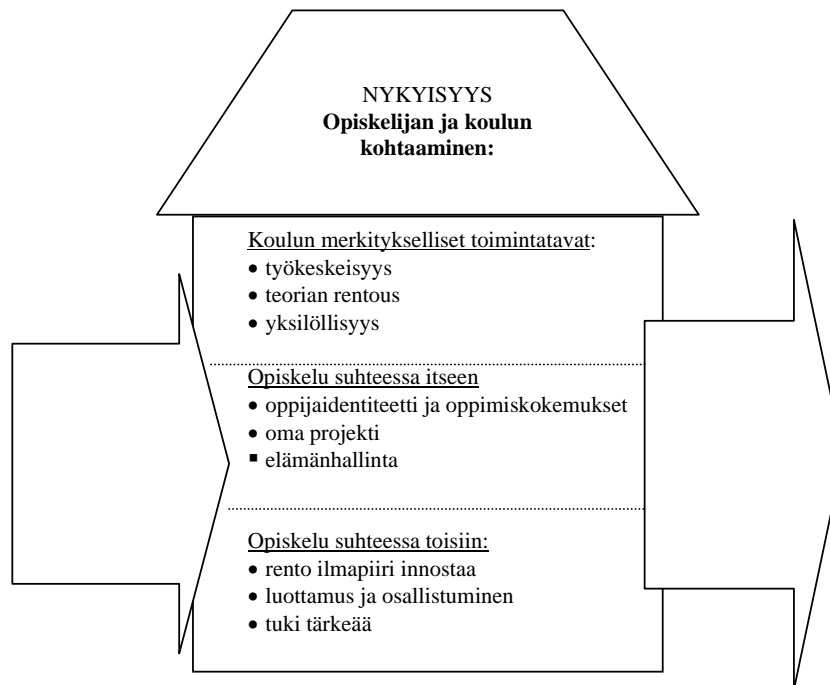 NYKYISYYS
Opiskelijan ja koulun
kohtaaminen:
Koulun merkitykselliset toimintatavat:
• työkeskeisyys
• teorian rentous
• yksilöllisyys
Opiskelu suhteessa itseen
• oppijaidentiteetti ja oppimiskokemukset
• oma projekti
▪ elämänhallinta
Opiskelu suhteessa toisiin:
• rento ilmapiiri innostaa
• luottamus ja osallistuminen
• tuki tärkeää